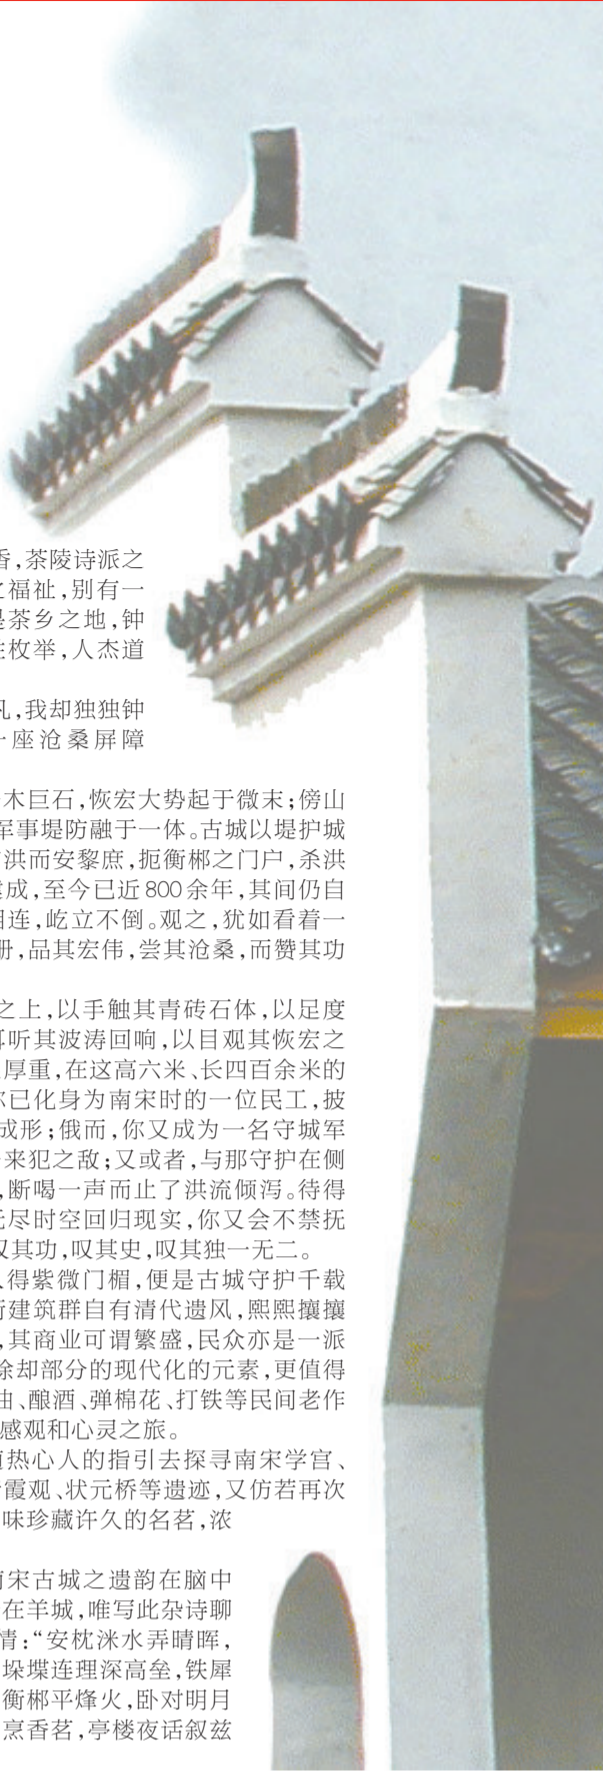 香,茶陵诗派之
之福祉,别有一
是茶乡之地,钟
胜枚举,人杰道
凡,我却独独钟
一座沧桑屏障
木巨石,恢宏大势起于微末;傍山
军事堤防融于一体。古城以堤护城
洪而安黎庶,扼衡郴之门户,杀洪
建成,至今已近800余年,其间仍自
相连,屹立不倒。观之,犹如看着一
册,品其宏伟,尝其沧桑,而赞其功
之上,以手触其青砖石体,以足度
耳听其波涛回响,以目观其恢宏之
厚重,在这高六米、长四百余米的
你已化身为南宋时的一位民工,披
成形;俄而,你又成为一名守城军
来犯之敌;又或者,与那守护在侧
,断喝一声而止了洪流倾泻。待得
无尽时空回归现实,你又会不禁抚
叹其功,叹其史,叹其独一无二。
入得紫微门楣,便是古城守护千载
街建筑群自有清代遗风,熙熙攘攘
,其商业可谓繁盛,民众亦是一派
除却部分的现代化的元素,更值得
油、酿酒、弹棉花、打铁等民间老作
感观和心灵之旅。
随热心人的指引去探寻南宋学宫、
霞观、状元桥等遗迹,又仿若再次
味珍藏许久的名茗,浓
南宋古城之遗韵在脑中
在羊城,唯写此杂诗聊
情:“安枕洣水弄晴晖,
垛堞连理深高垒,铁犀
衡郴平烽火,卧对明月
烹香茗,亭楼夜话叙兹